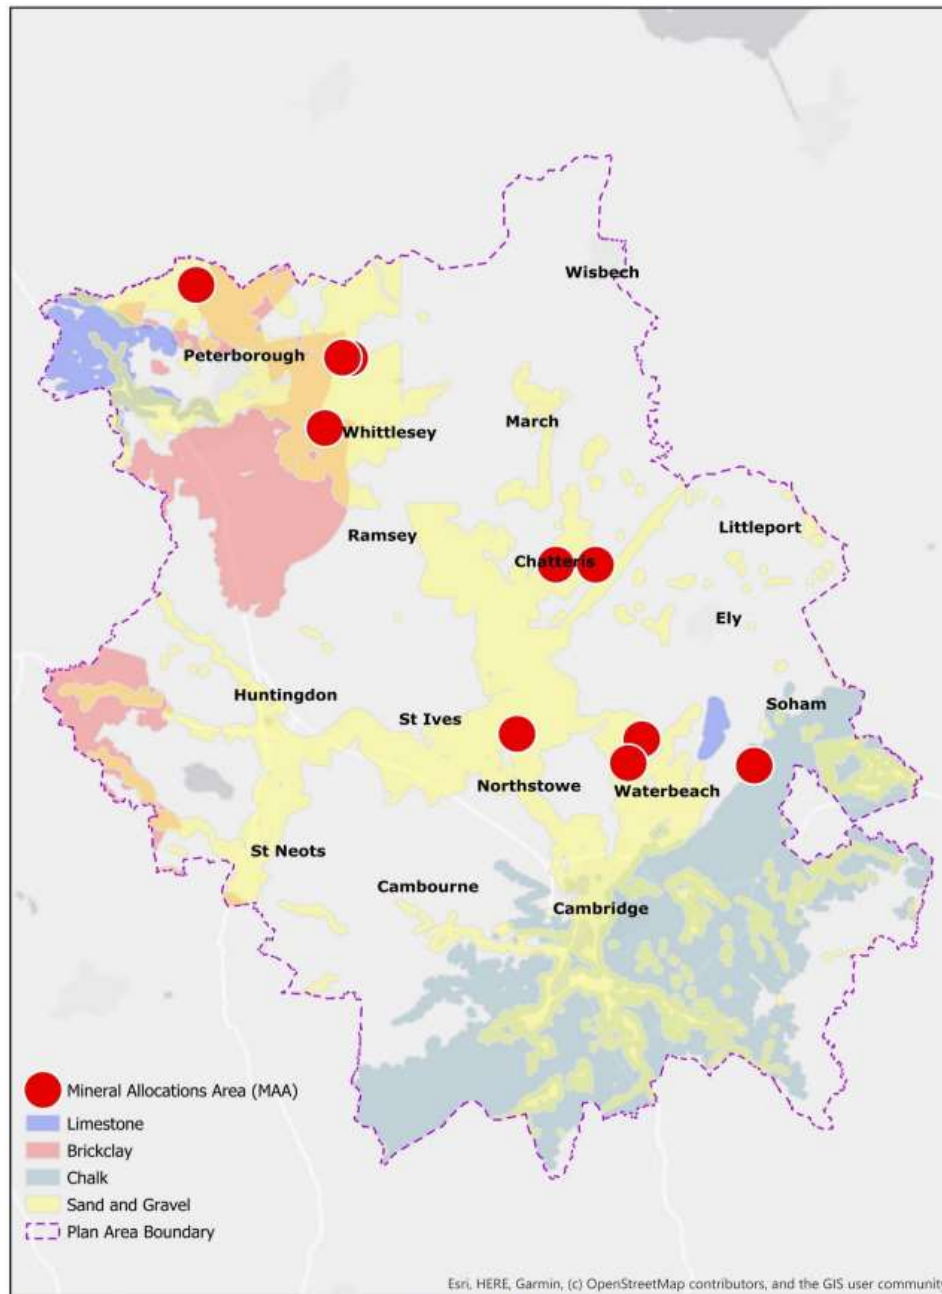 Wisbech
Peterborough
Whittlesey
March
Ramsey
Littleport
Chatteris
Ely
Huntingdon
Soham
St Ives
Northstowe
Waterbeach
St Neots
Cambourne
Cambridge
Mineral Allocations Area (MAA)
Limestone
Brickclay
Chalk
Sand and Gravel
Plan Area Boundary
Esri, HERE, Garmin, (c) OpenStreetMap contributors, and the GIS user community